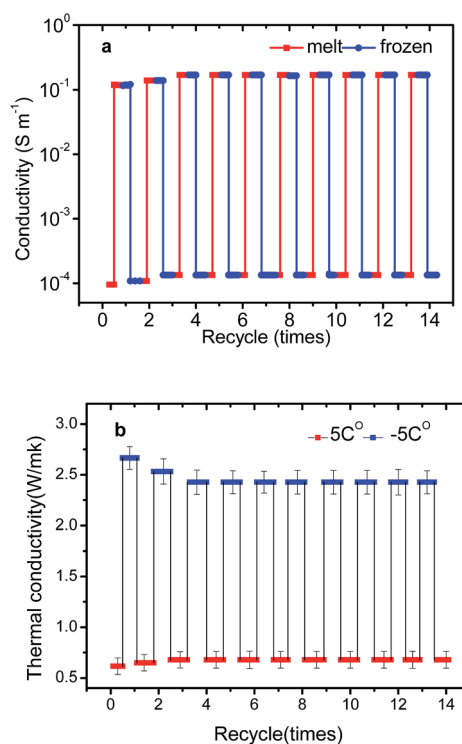 a
melt
frozen
10^0
10^-1
10^-2
10^-3
10^-4
Conductivity (S m^-1)
0 2 4 6 8 10 12 14
Recycle (times)
b
5C^O
-5C^O
3.0
2.5
2.0
1.5
1.0
0.5
Thermal conductivity(W/mk)
0 2 4 6 8 10 12 14
Recycle(times)